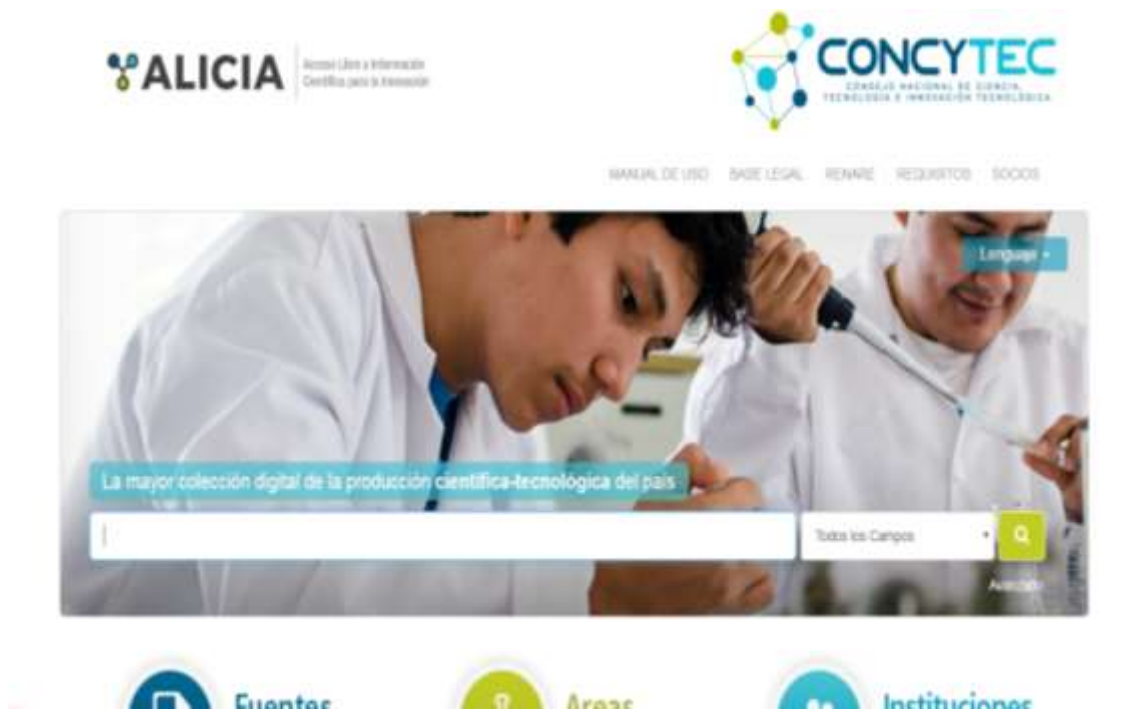 ALICIA
Acceso Libre a Información
Científica para la Innovación
CONCYTEC
CONSEJO NACIONAL DE CIENCIA,
TECNOLOGÍA E INNOVACIÓN TECNOLÓGICA
MANUAL DE USO BASE LEGAL RENARE REQUISITOS SOCIOS
Lenguaje
La mayor colección digital de la producción científica-tecnológica del país
Todos los Campos
Avanzado
Fuentes Areas Instituciones